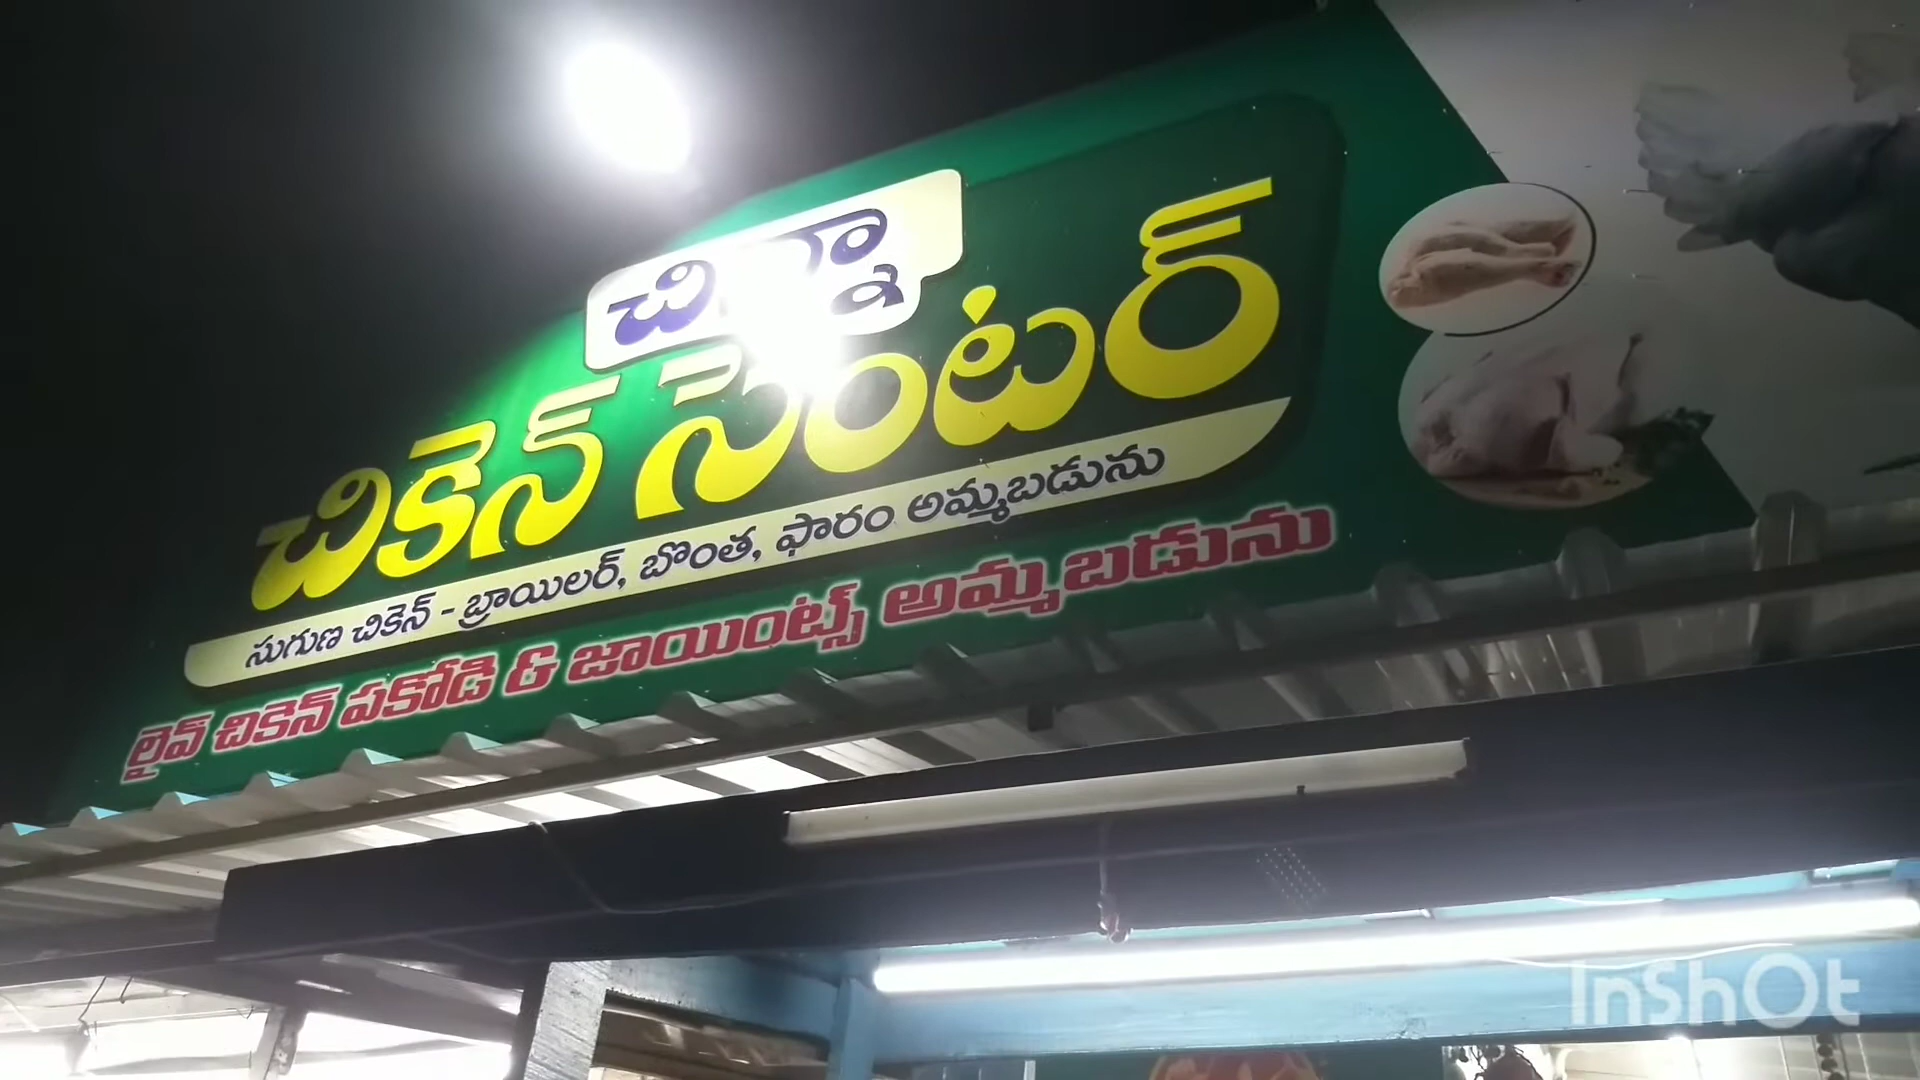 చికెన్ సెంటర్
సుగుణ చికెన్ - బ్రాయిలర్, బొంత, ఫారం అమ్మబడును
లైవ్ చికెన్ పకోడి & జాయింట్స్ అమ్మబడును
InShOt